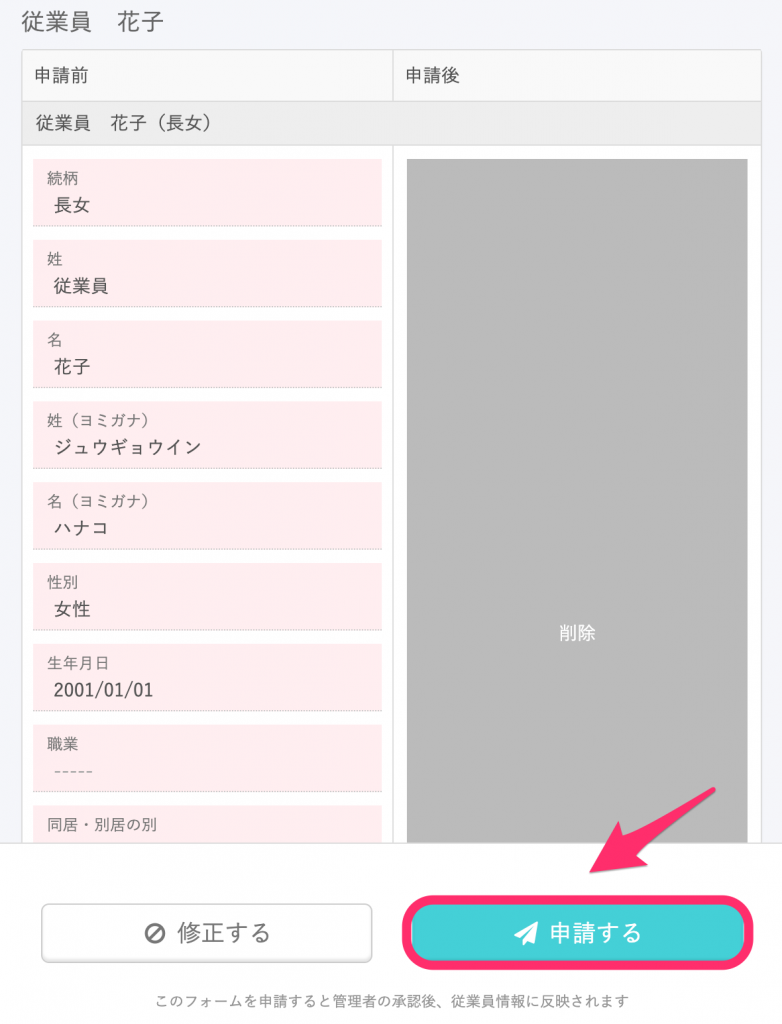 従業員　花子
申請前
申請後
従業員　花子（長女）
続柄
長女
姓
従業員
名
花子
姓（ヨミガナ）
ジュウギョウイン
名（ヨミガナ）
ハナコ
性別
女性
生年月日
2001/01/01
職業
-----
同居・別居の別
削除
修正する
申請する
このフォームを申請すると管理者の承認後、従業員情報に反映されます